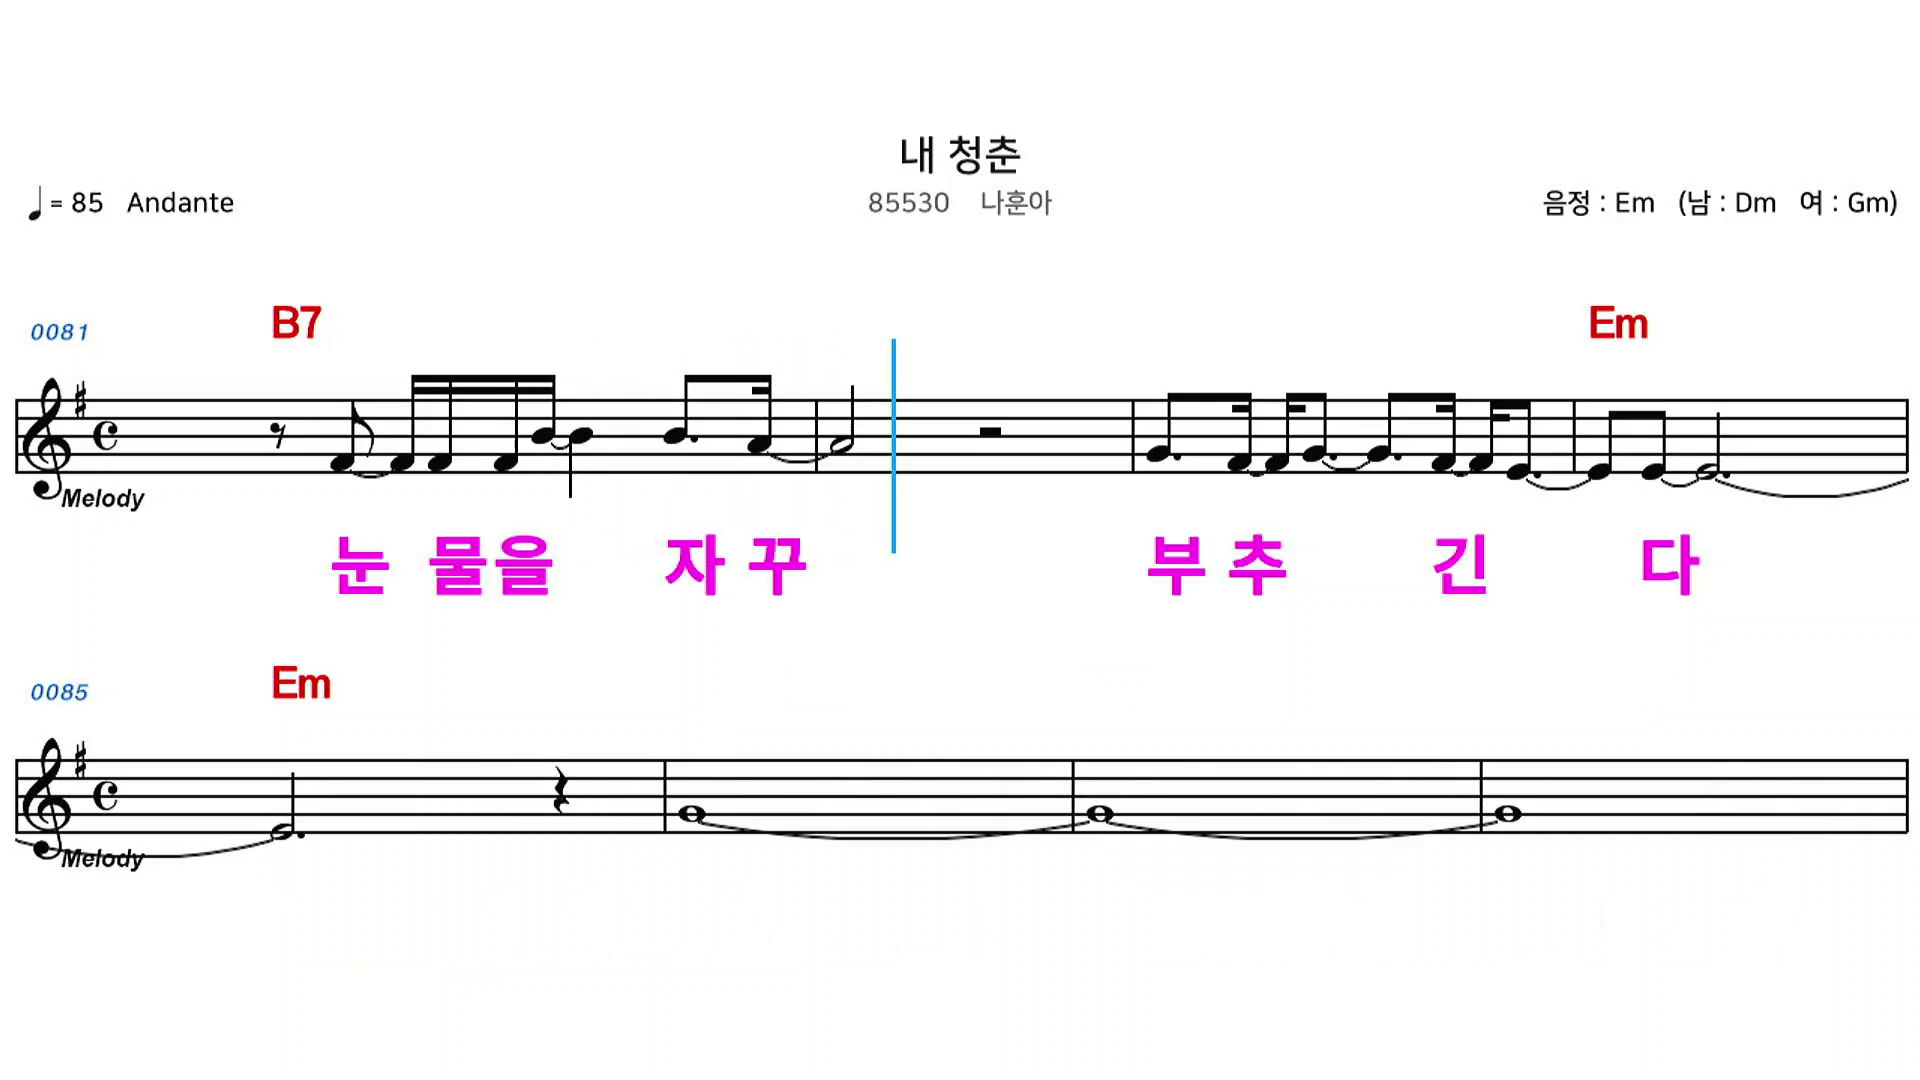 내 청춘
♩= 85 Andante
85530 나훈아
음정 : Em (남 : Dm 여 : Gm)
0081 B7 Em
Melody
눈 물을 자 꾸 부 추 긴 다
0085 Em
Melody